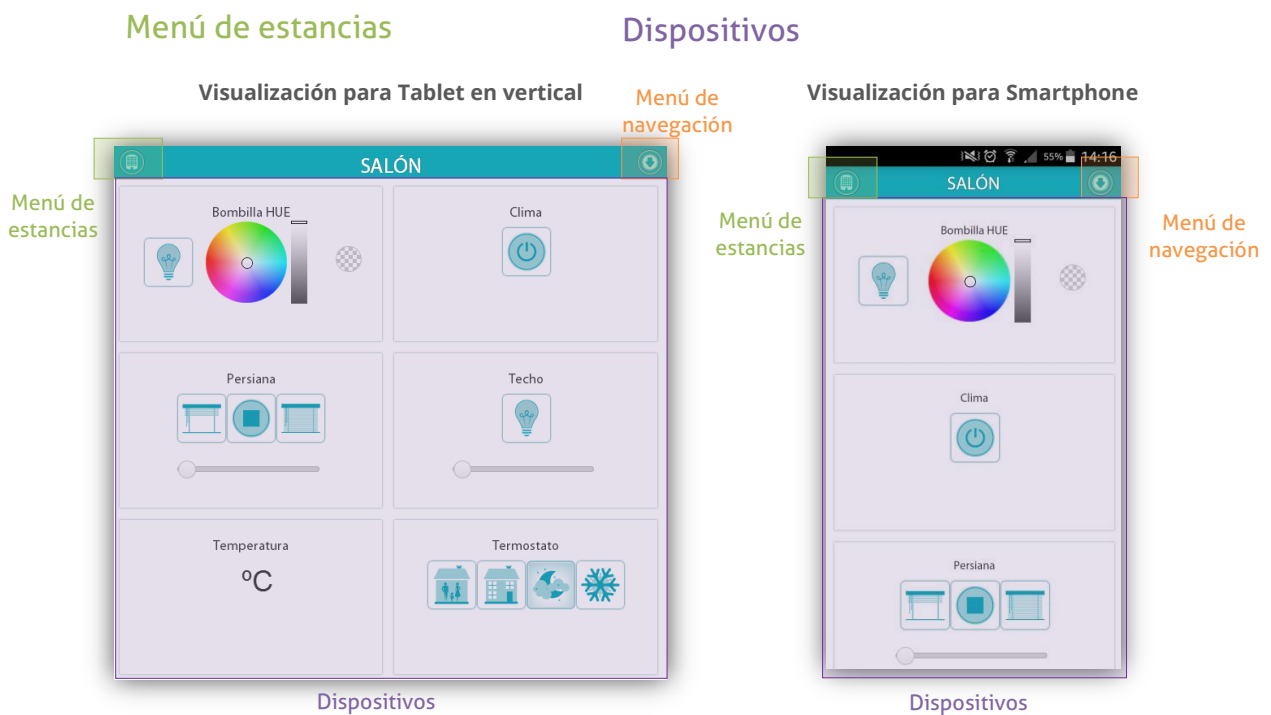 Menú de estancias
Dispositivos
Visualización para Tablet en vertical
Menú de
navegación
Visualización para Smartphone
SALÓN
Menú de
estancias
Bombilla HUE
Clima
Persiana
Techo
Temperatura
ºC
Termostato
Dispositivos
55%
14:16
SALÓN
Menú de
estancias
Menú de
navegación
Bombilla HUE
Clima
Persiana
Dispositivos